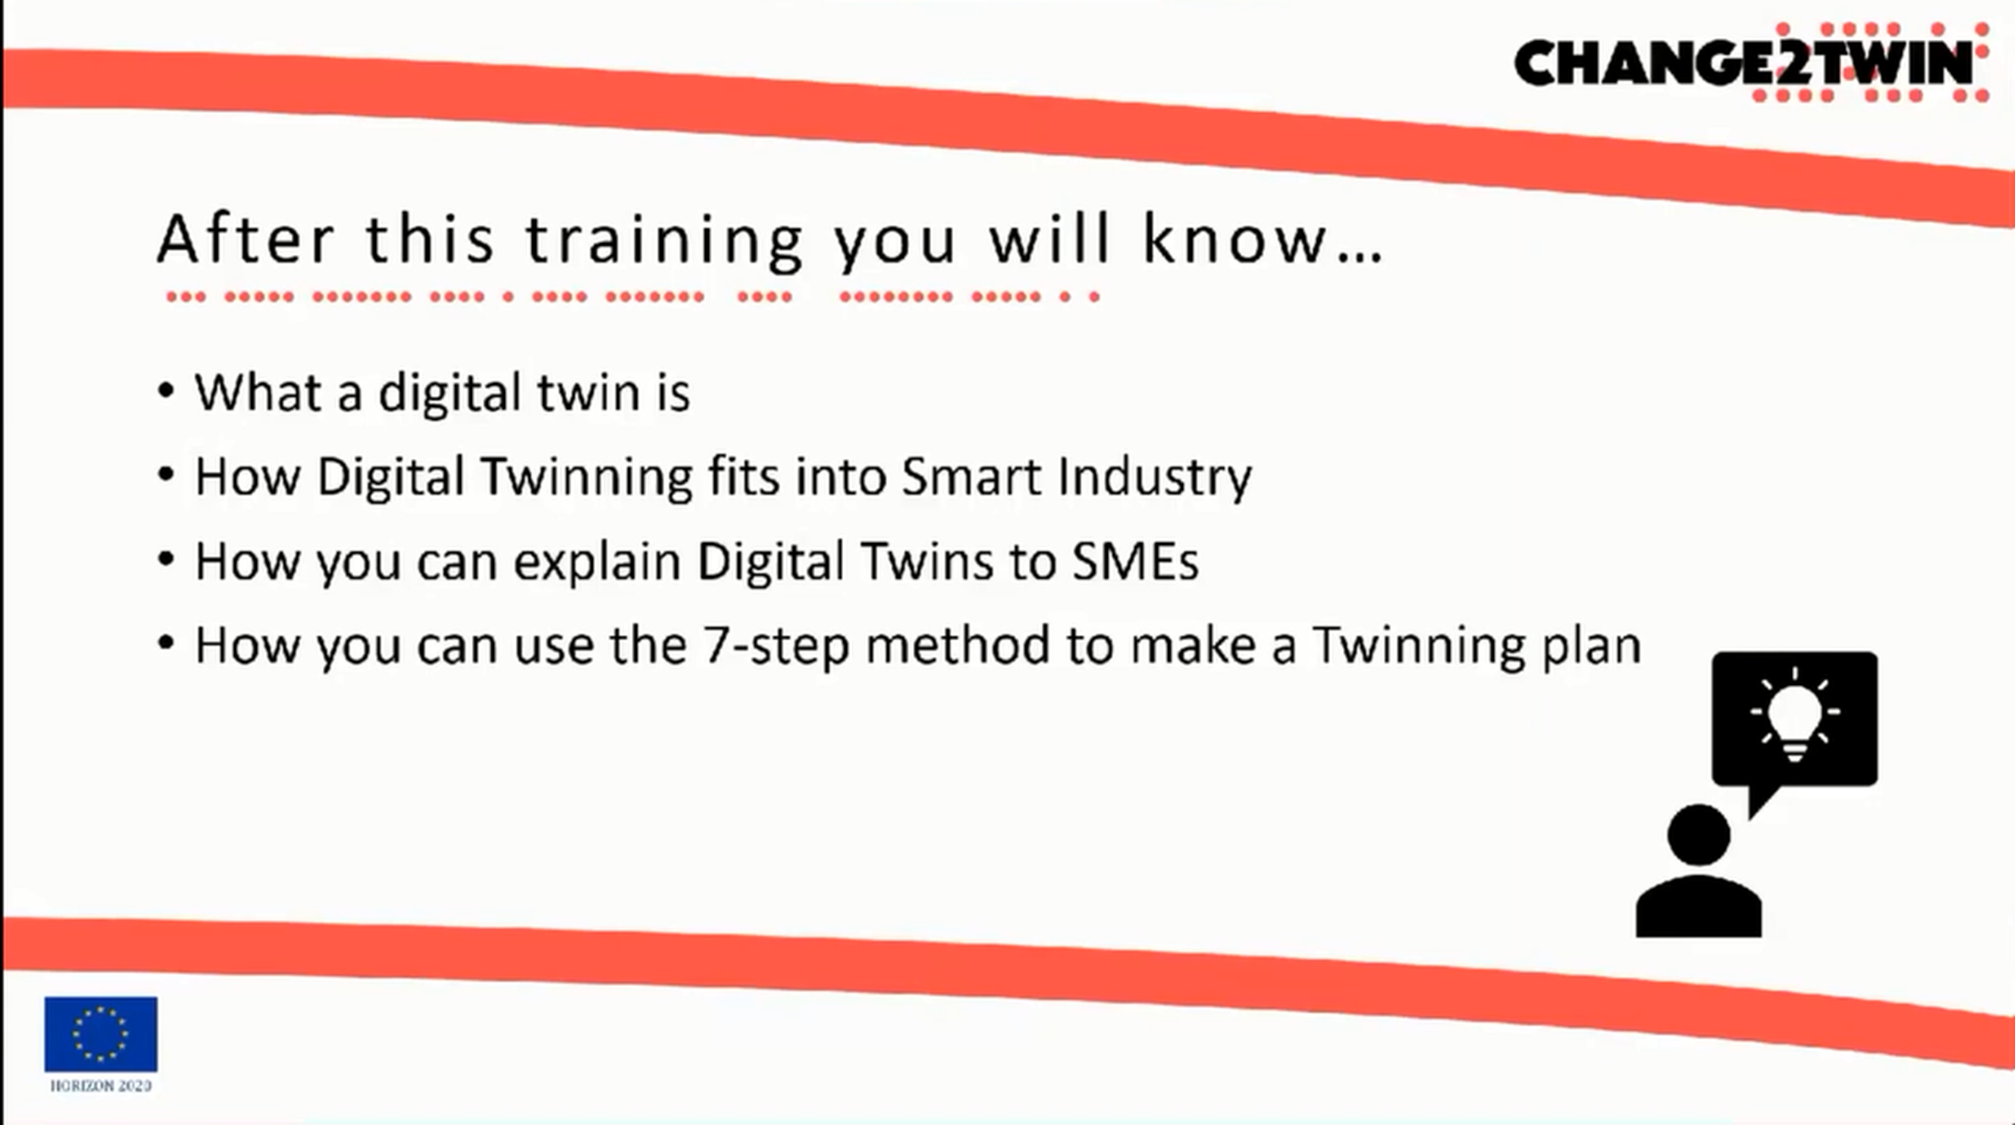 CHANGE2TWIN
After this training you will know...
• What a digital twin is
• How Digital Twinning fits into Smart Industry
• How you can explain Digital Twins to SMEs
• How you can use the 7-step method to make a Twinning plan
HORIZON 2020